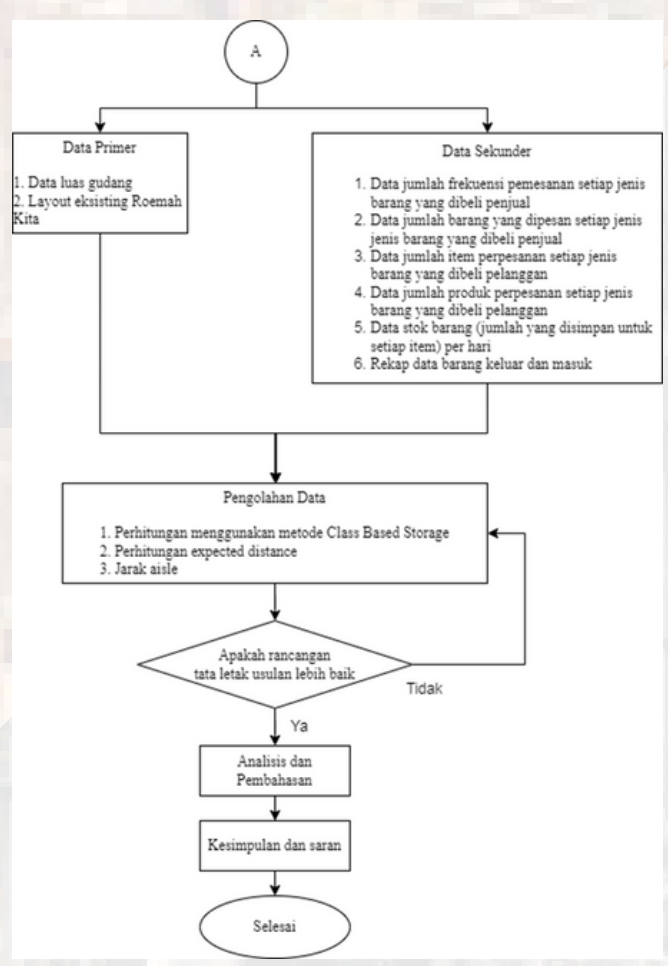 A
Data Primer
1. Data luas gudang
2. Layout eksisting Roemah
Kita
Data Sekunder
1. Data jumlah frekuensi pemesanan setiap jenis
barang yang dibeli penjual
2. Data jumlah barang yang dipesan setiap jenis
jenis barang yang dibeli penjual
3. Data jumlah item perpesanan setiap jenis
barang yang dibeli pelanggan
4. Data jumlah produk perpesanan setiap jenis
barang yang dibeli pelanggan
5. Data stok barang (jumlah yang disimpan untuk
setiap item) per hari
6. Rekap data barang keluar dan masuk
Pengolahan Data
1. Perhitungan menggunakan metode Class Based Storage
2. Perhitungan expected distance
3. Jarak aisle
Apakah rancangan
tata letak usulan lebih baik
Tidak
Ya
Analisis dan
Pembahasan
Kesimpulan dan saran
Selesai